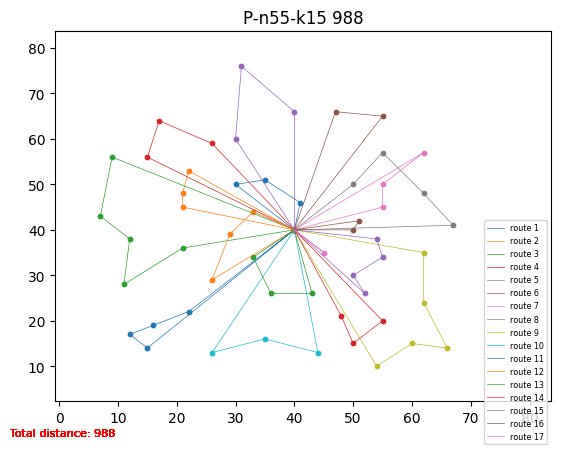 P-n55-k15 988
80
70
60
50
40
30
20
10
0 10 20 30 40 50 60 70 80
route 1
route 2
route 3
route 4
route 5
route 6
route 7
route 8
route 9
route 10
route 11
route 12
route 13
route 14
route 15
route 16
route 17
Total distance: